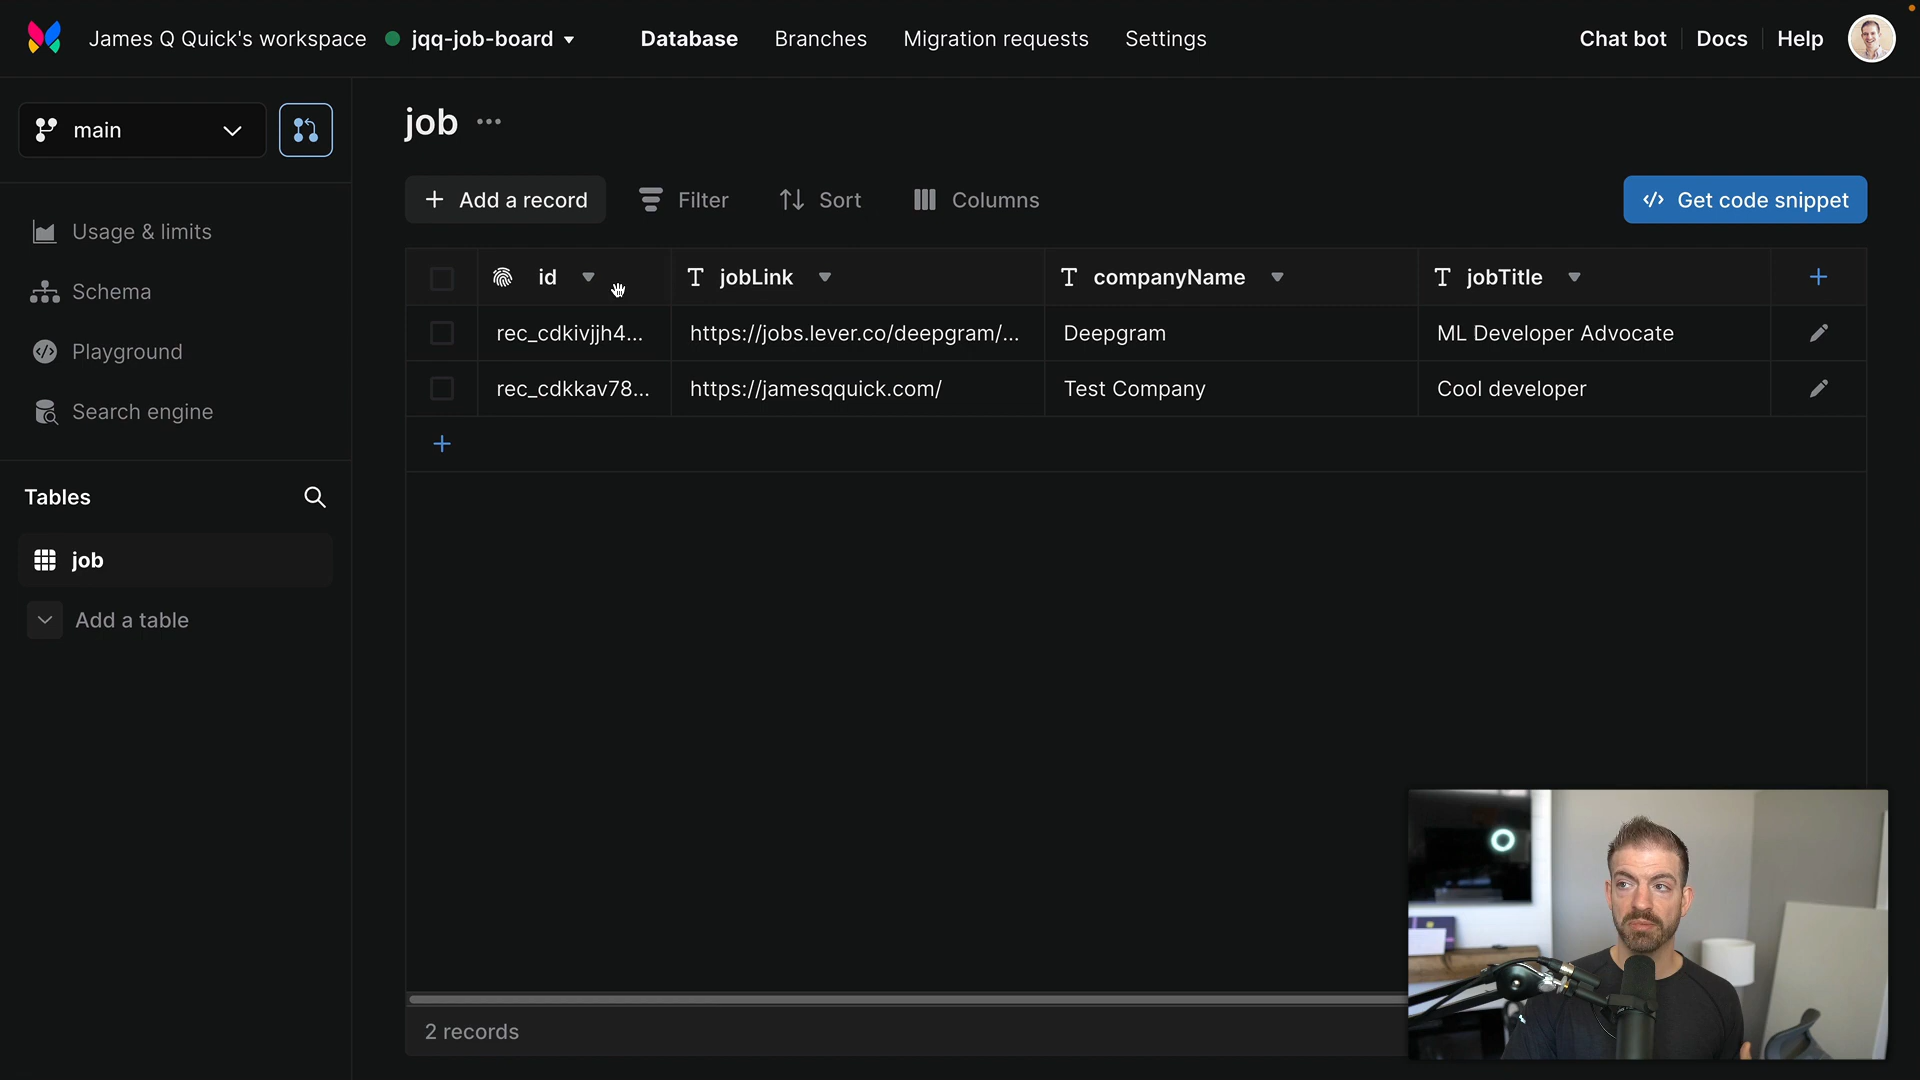 James Q Quick's workspace jqq-job-board Database Branches Migration requests Settings Chat bot Docs Help
main
Usage & limits
Schema
Playground
Search engine
Tables
job
Add a table
job
Add a record Filter Sort Columns Get code snippet
id jobLink companyName jobTitle
rec_cdkivjjh4... https://jobs.lever.co/deepgram/... Deepgram ML Developer Advocate
rec_cdkkav78... https://jamesqquick.com/ Test Company Cool developer
2 records